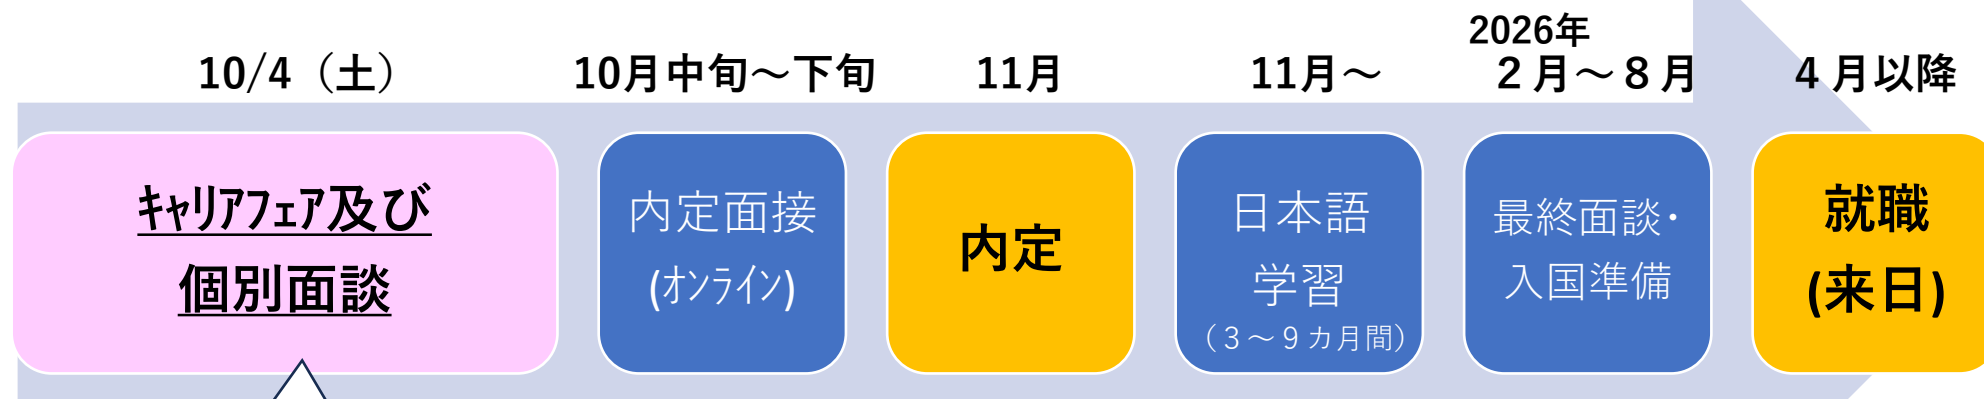 10/4（土）
10月中旬～下旬
11月
11月～
2026年
２月～８月
４月以降
ｷｬﾘｱﾌｪｱ及び
個別面談
内定面接
(ｵﾝﾗｲﾝ)
内定
日本語
学習
（３～９カ月間）
最終面談・
入国準備
就職
(来日)